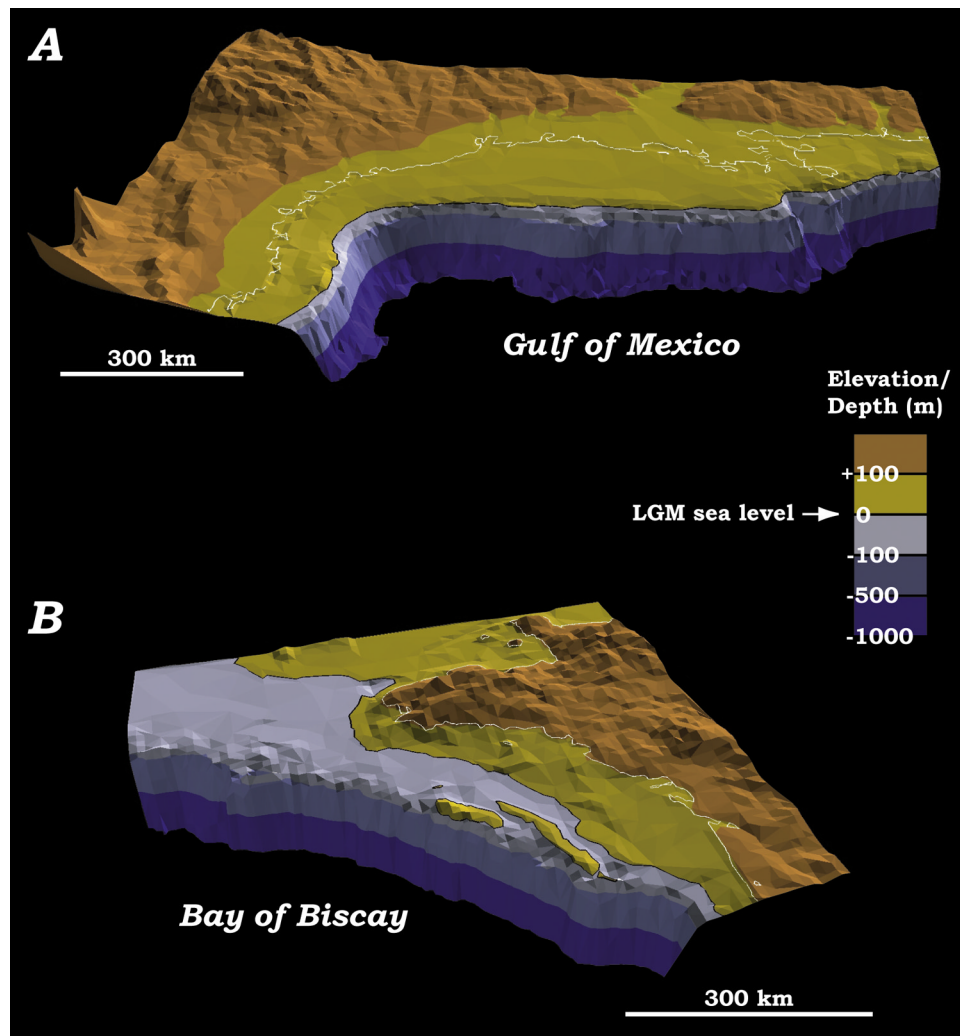 A
Gulf of Mexico
300 km
Elevation/
Depth (m)
+100
LGM sea level
0
-100
-500
-1000
B
Bay of Biscay
300 km